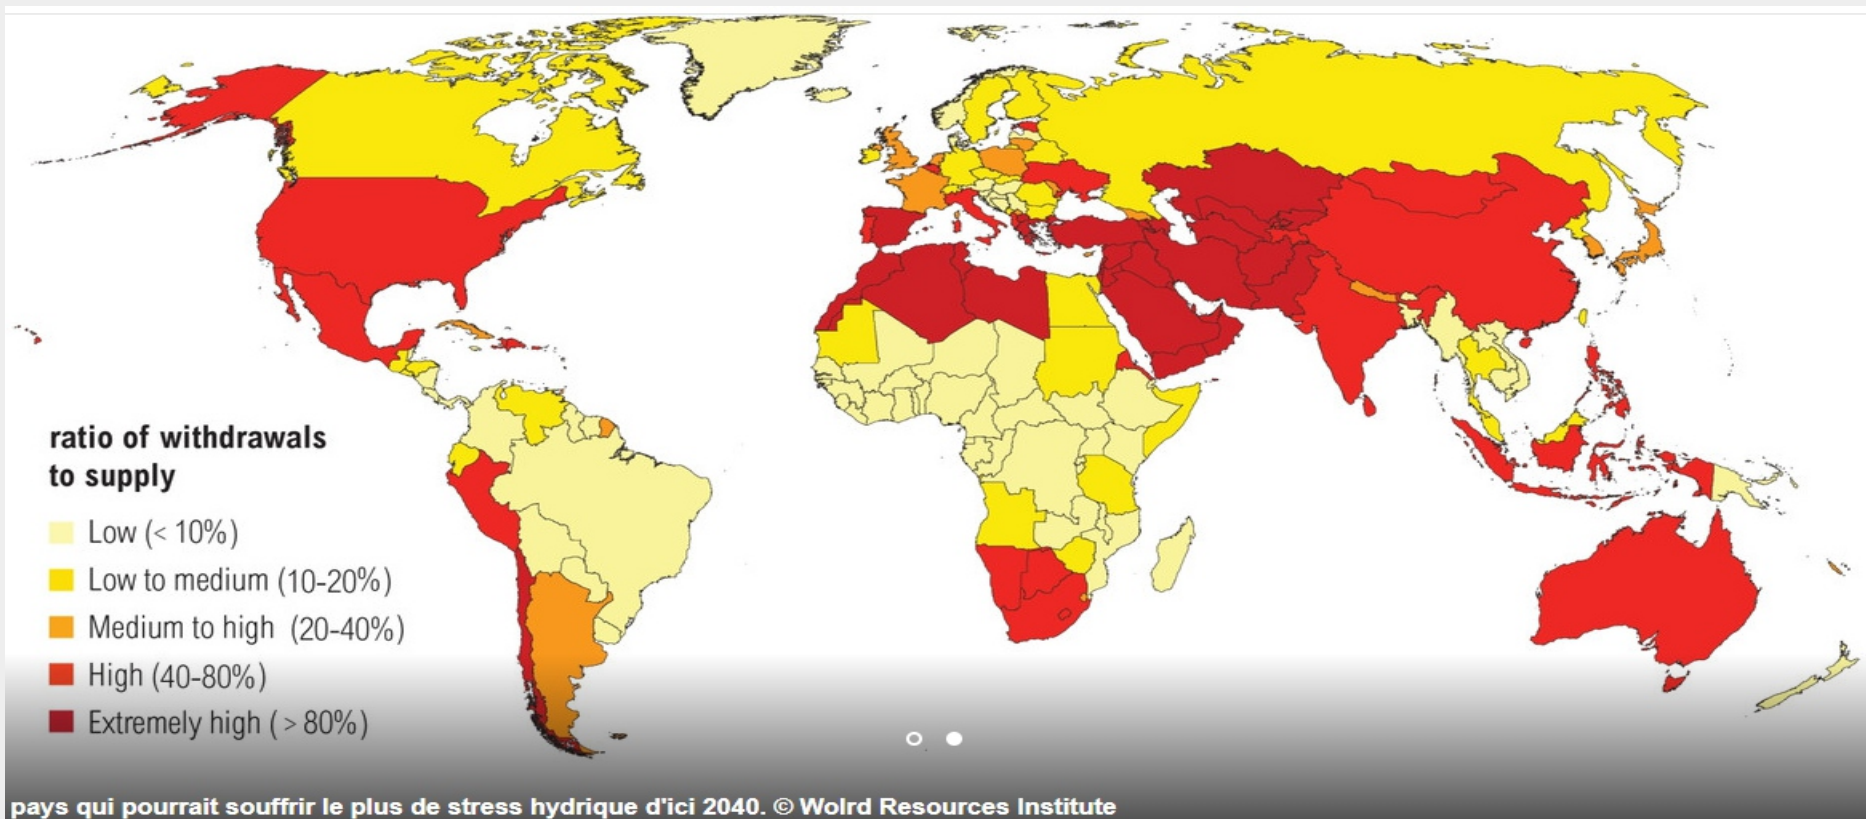 ratio of withdrawals
to supply
Low (< 10%)
Low to medium (10-20%)
Medium to high (20-40%)
High (40-80%)
Extremely high ( > 80%)
pays qui pourrait souffrir le plus de stress hydrique d'ici 2040. © Wolrd Resources Institute